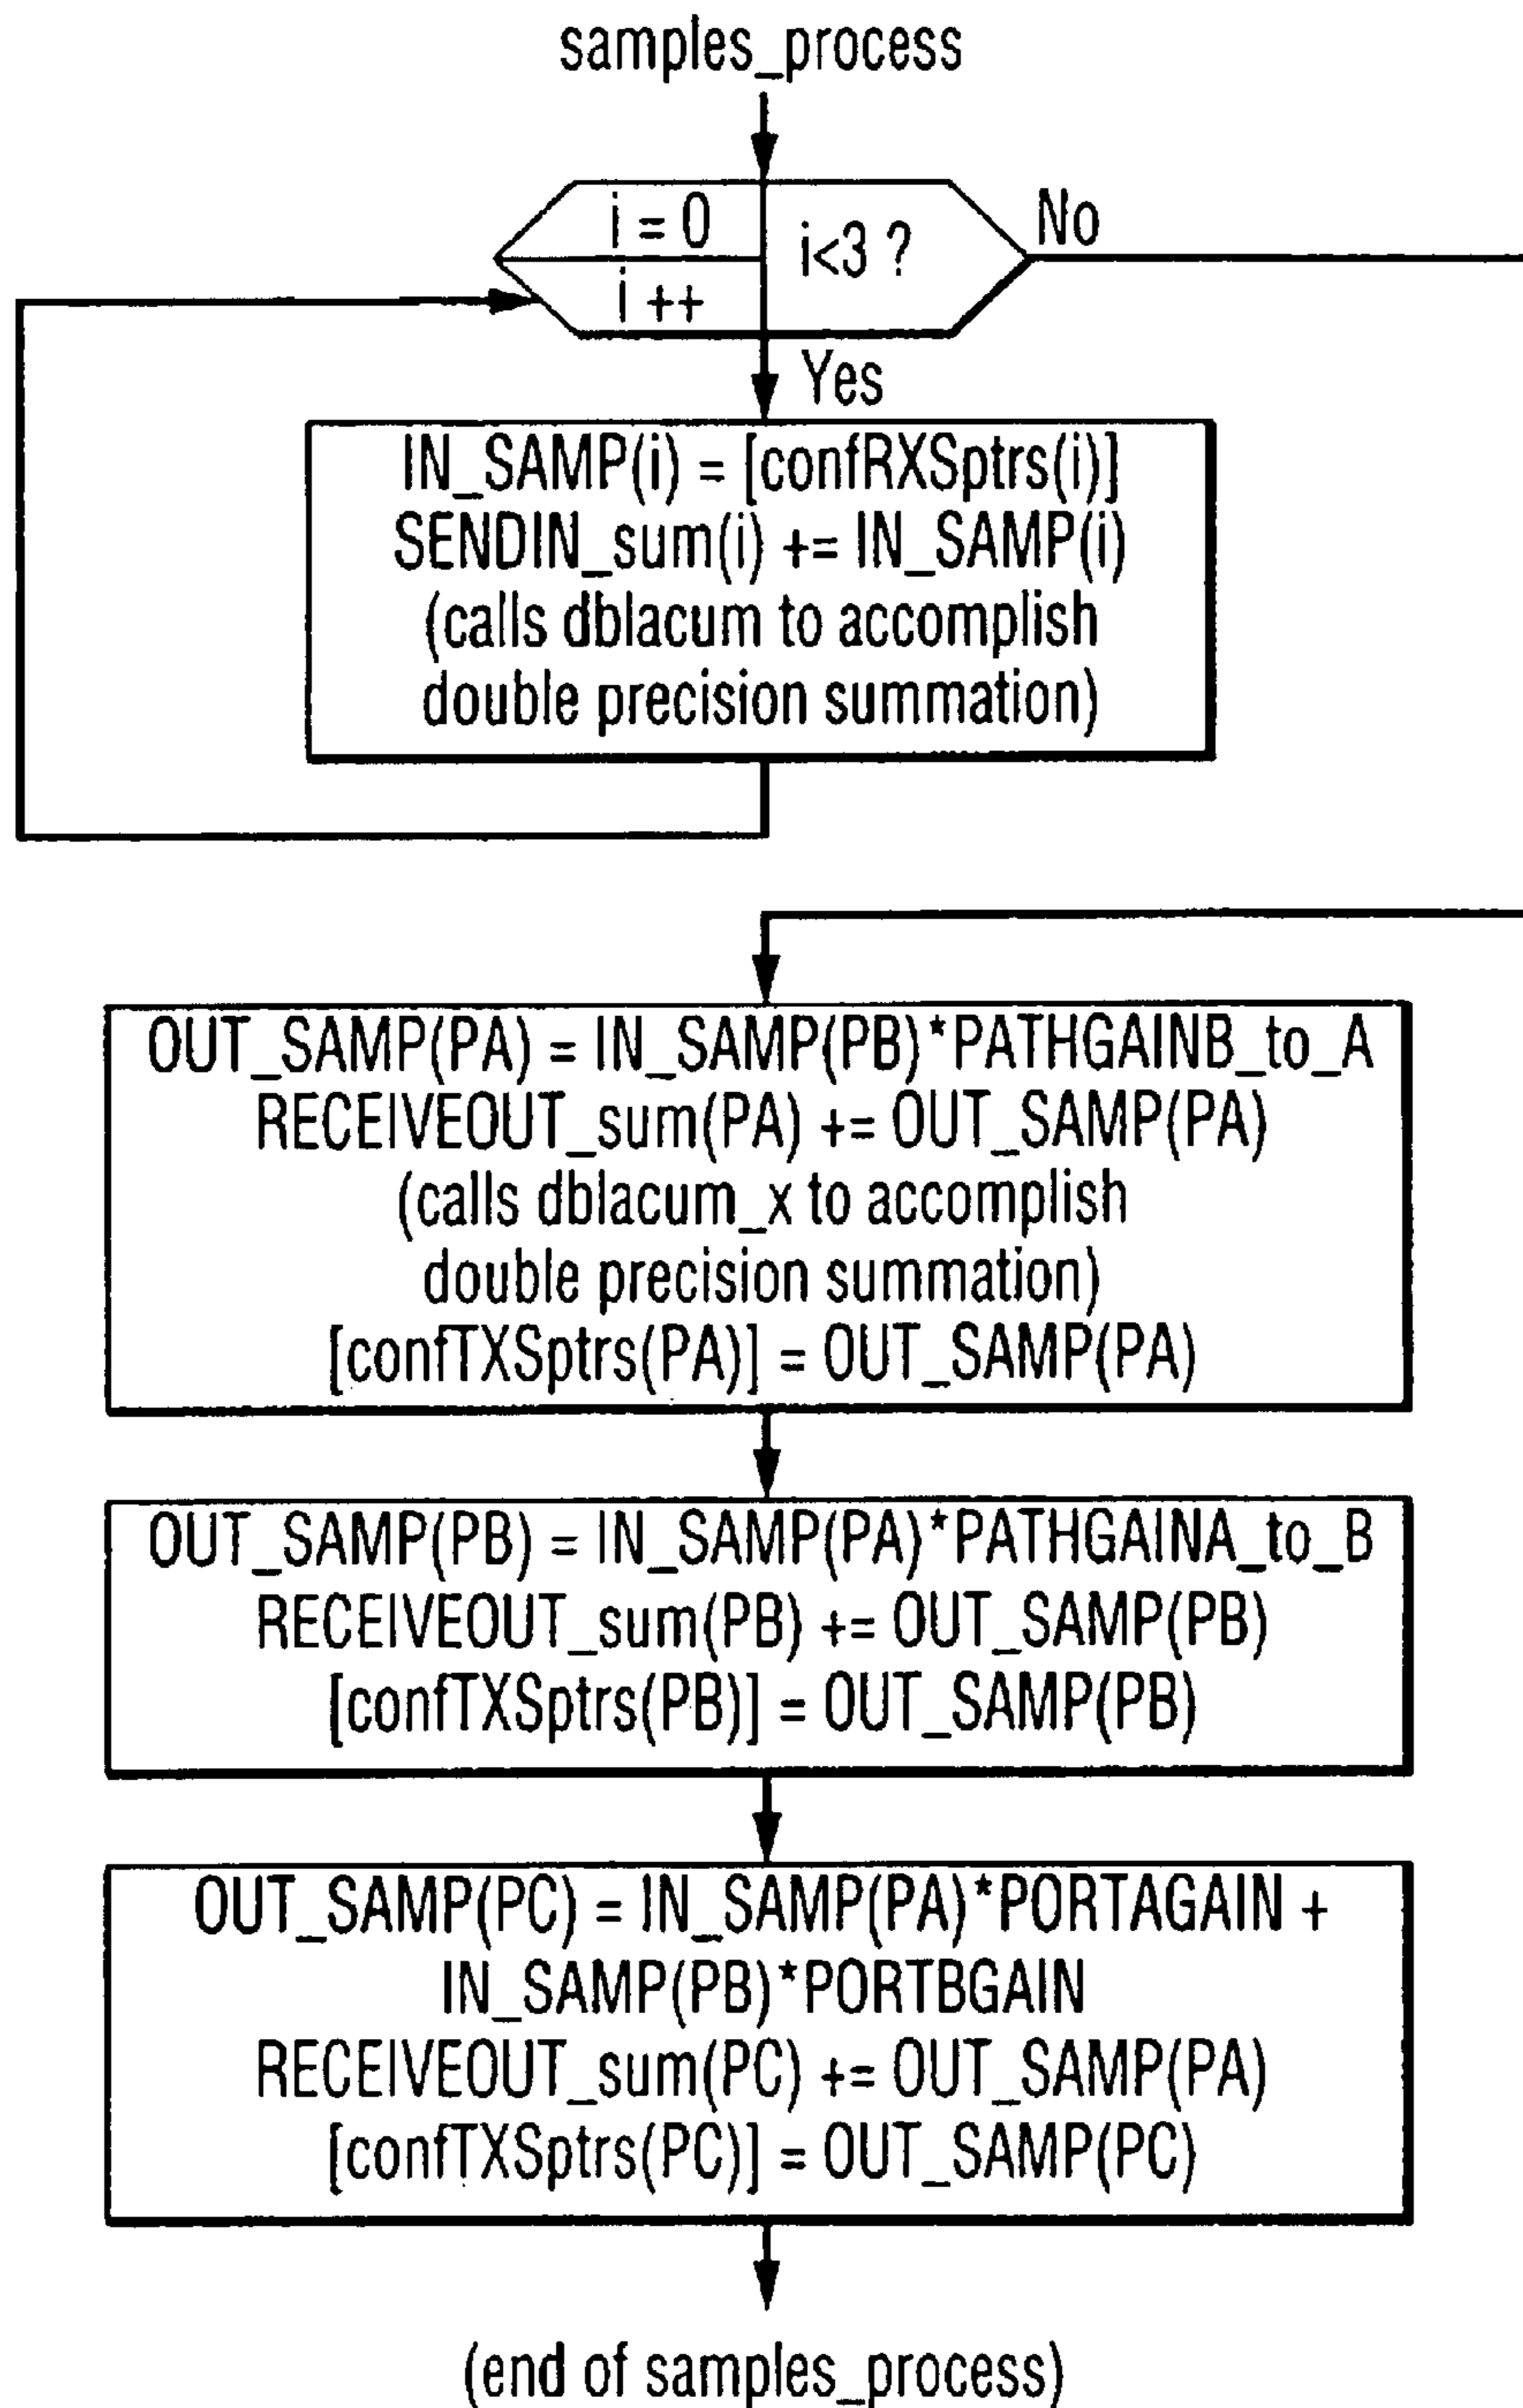 samples_process
i = 0
i<3 ?
No
i ++
Yes
IN_SAMP(i) = [confRXSptrs(i)]
SENDIN_sum(i) += IN_SAMP(i)
(calls dblacum to accomplish
double precision summation)
OUT_SAMP(PA) = IN_SAMP(PB)*PATHGAINB_to_A
RECEIVEOUT_sum(PA) += OUT_SAMP(PA)
(calls dblacum_x to accomplish
double precision summation)
[confTXSptrs(PA)] = OUT_SAMP(PA)
OUT_SAMP(PB) = IN_SAMP(PA)*PATHGAINA_to_B
RECEIVEOUT_sum(PB) += OUT_SAMP(PB)
[confTXSptrs(PB)] = OUT_SAMP(PB)
OUT_SAMP(PC) = IN_SAMP(PA)*PORTAGAIN +
IN_SAMP(PB)*PORTBGAIN
RECEIVEOUT_sum(PC) += OUT_SAMP(PA)
[confTXSptrs(PC)] = OUT_SAMP(PC)
(end of samples_process)